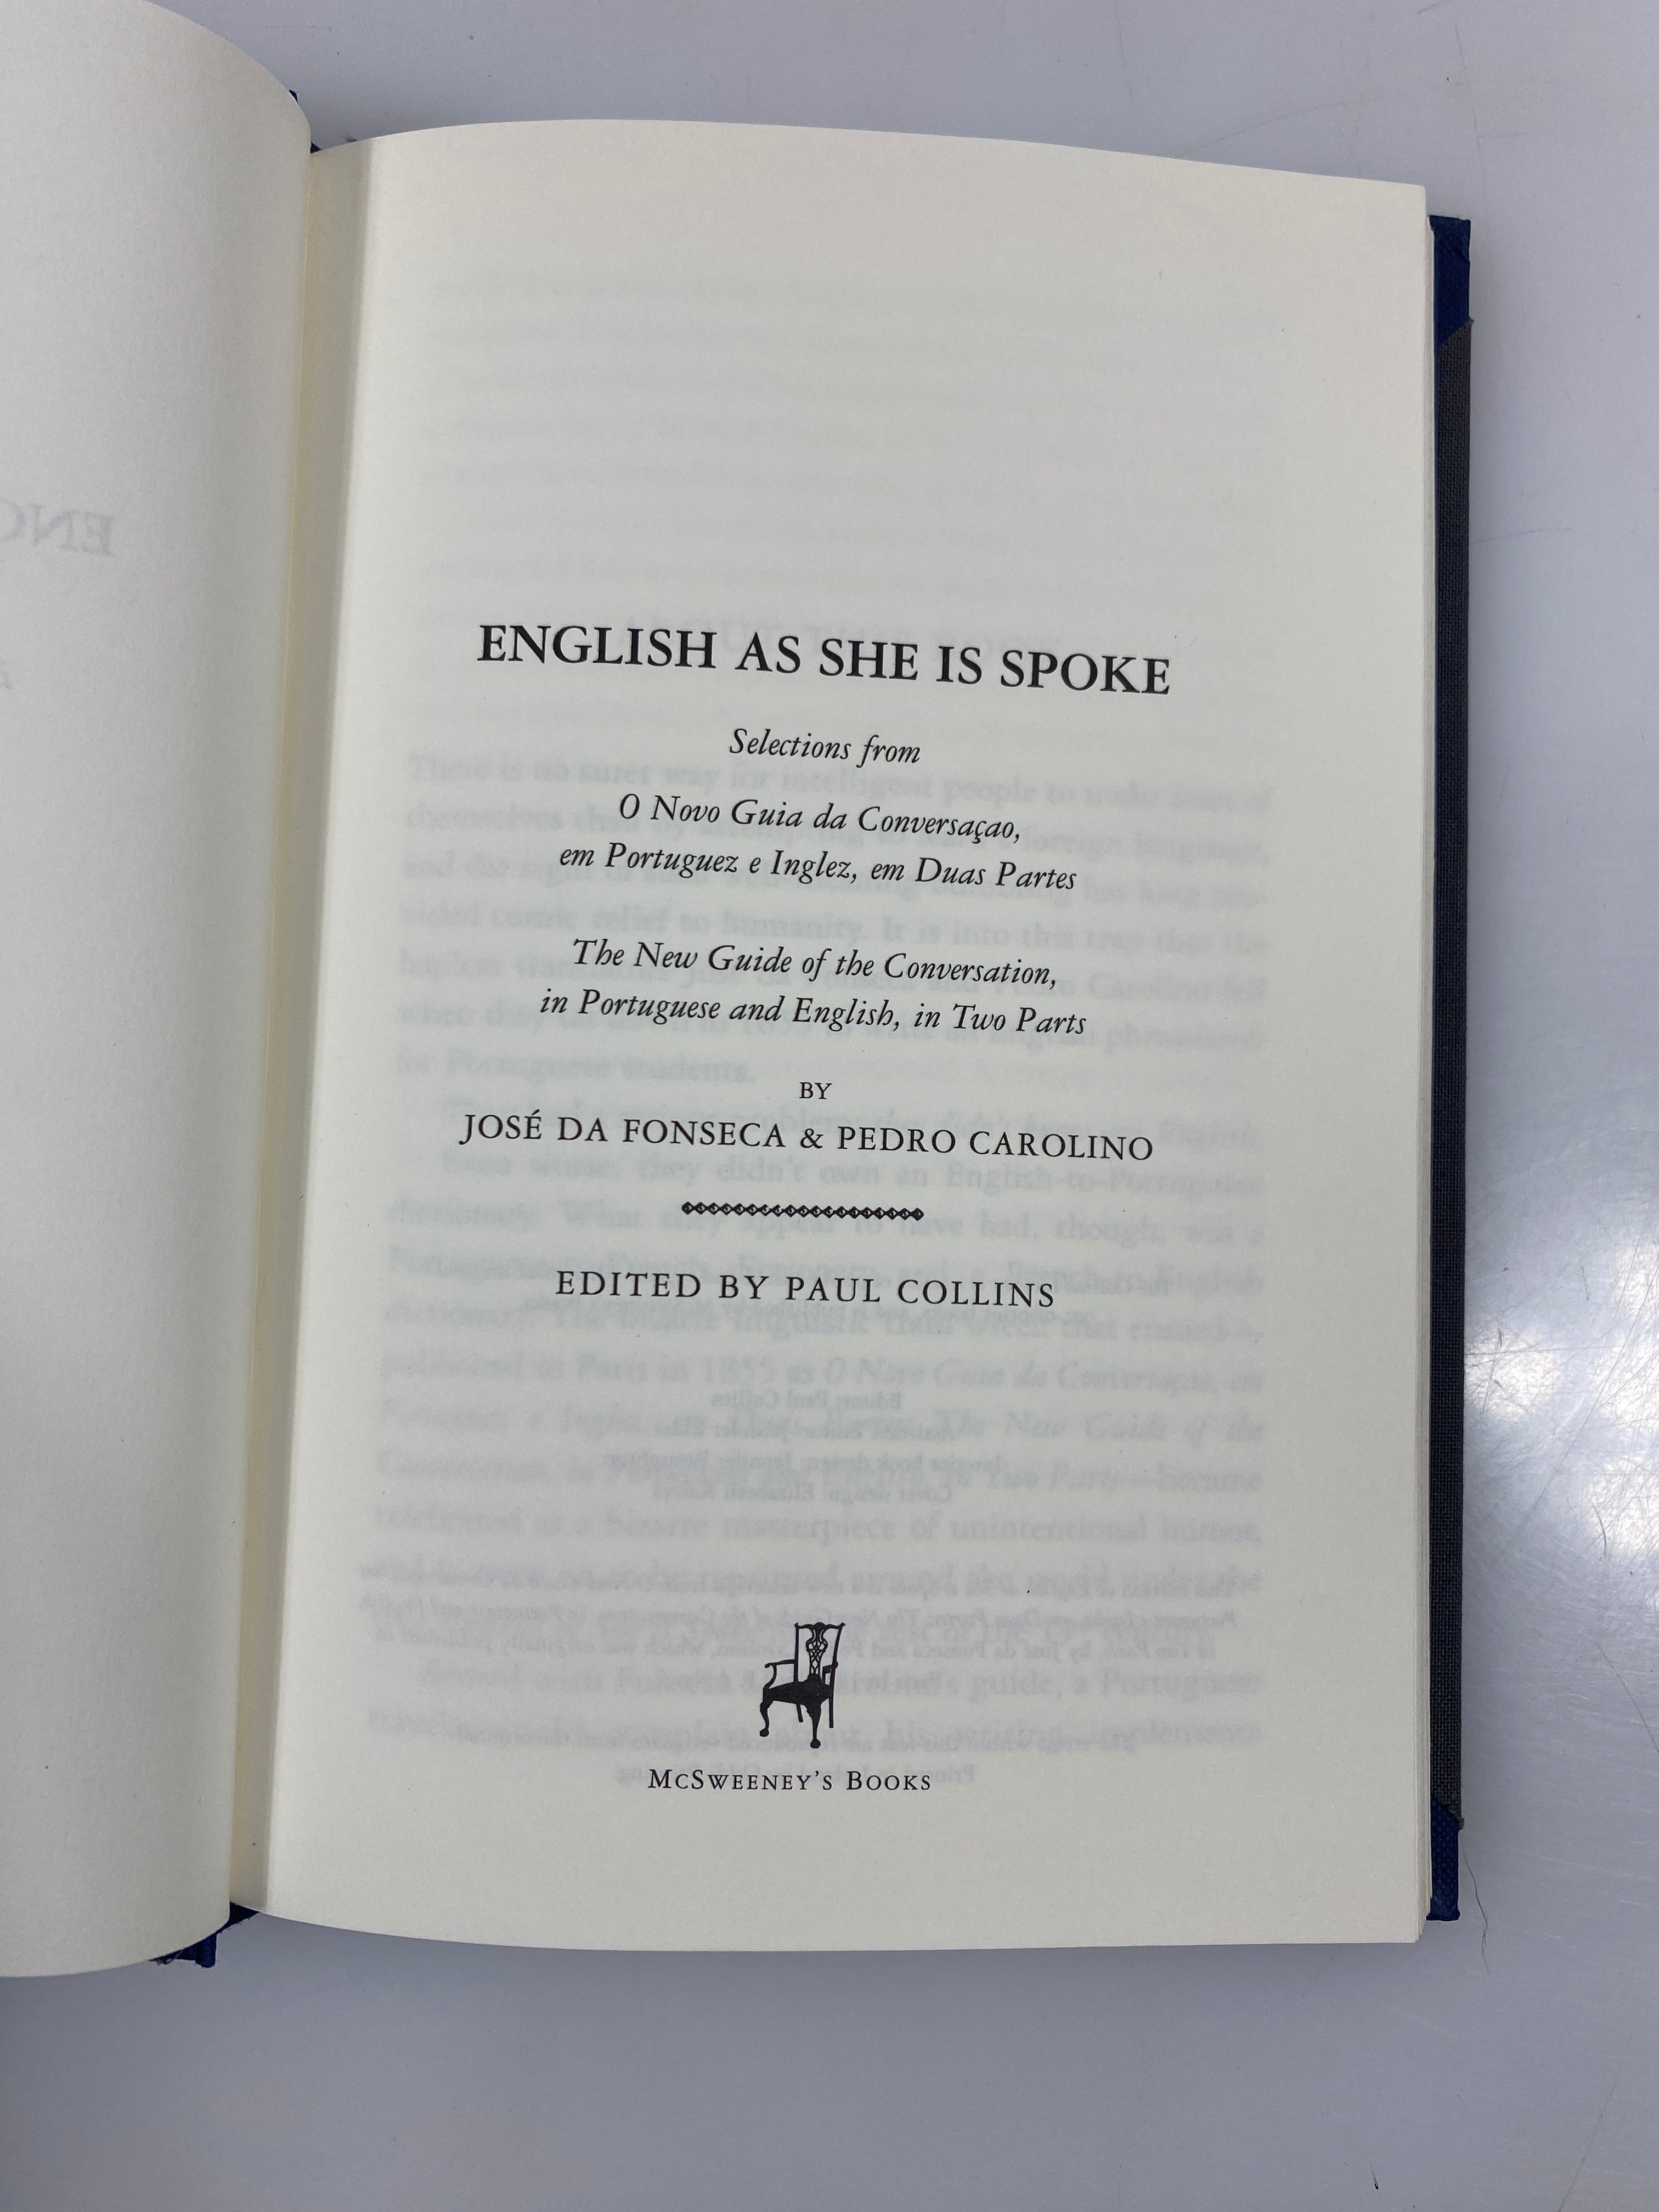 ENGLISH AS SHE IS SPOKE
Selections from
O Novo Guia da Conversaçao,
em Portuguez e Inglez, em Duas Partes
The New Guide of the Conversation,
in Portuguese and English, in Two Parts
BY
JOSÉ DA FONSECA & PEDRO CAROLINO
EDITED BY PAUL COLLINS
McSweeney's Books